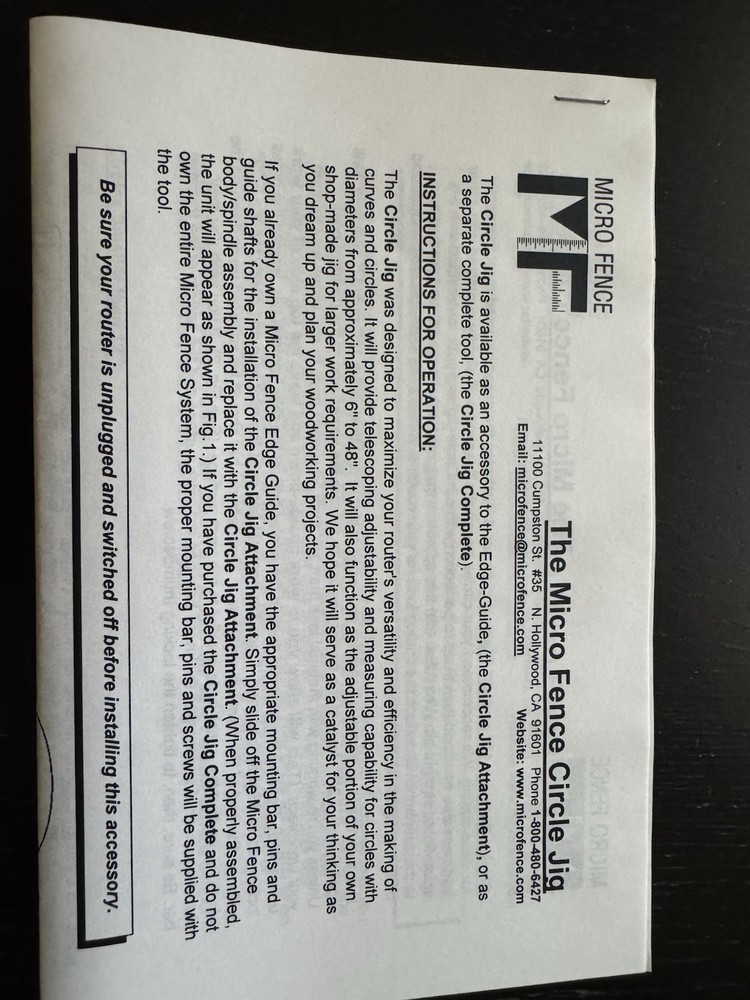 MICRO FENCE
MF
The Micro Fence Circle Jig
11100 Cumpston St. #35 N. Hollywood, CA 91601 Phone 1-800-480-6427
Email: microfence@microfence.com Website: www.microfence.com
The Circle Jig is available as an accessory to the Edge-Guide, (the Circle Jig Attachment), or as
a separate complete tool, (the Circle Jig Complete).
INSTRUCTIONS FOR OPERATION:
The Circle Jig was designed to maximize your router's versatility and efficiency in the making of
curves and circles. It will provide telescoping adjustability and measuring capability for circles with
diameters from approximately 6" to 48". It will also function as the adjustable portion of your own
shop-made jig for larger work requirements. We hope it will serve as a catalyst for your thinking as
you dream up and plan your woodworking projects.
If you already own a Micro Fence Edge Guide, you have the appropriate mounting bar, pins and
guide shafts for the installation of the Circle Jig Attachment. Simply slide off the Micro Fence
body/spindle assembly and replace it with the Circle Jig Attachment. (When properly assembled,
the unit will appear as shown in Fig. 1.) If you have purchased the Circle Jig Complete and do not
own the entire Micro Fence System, the proper mounting bar, pins and screws will be supplied with
the tool.
Be sure your router is unplugged and switched off before installing this accessory.